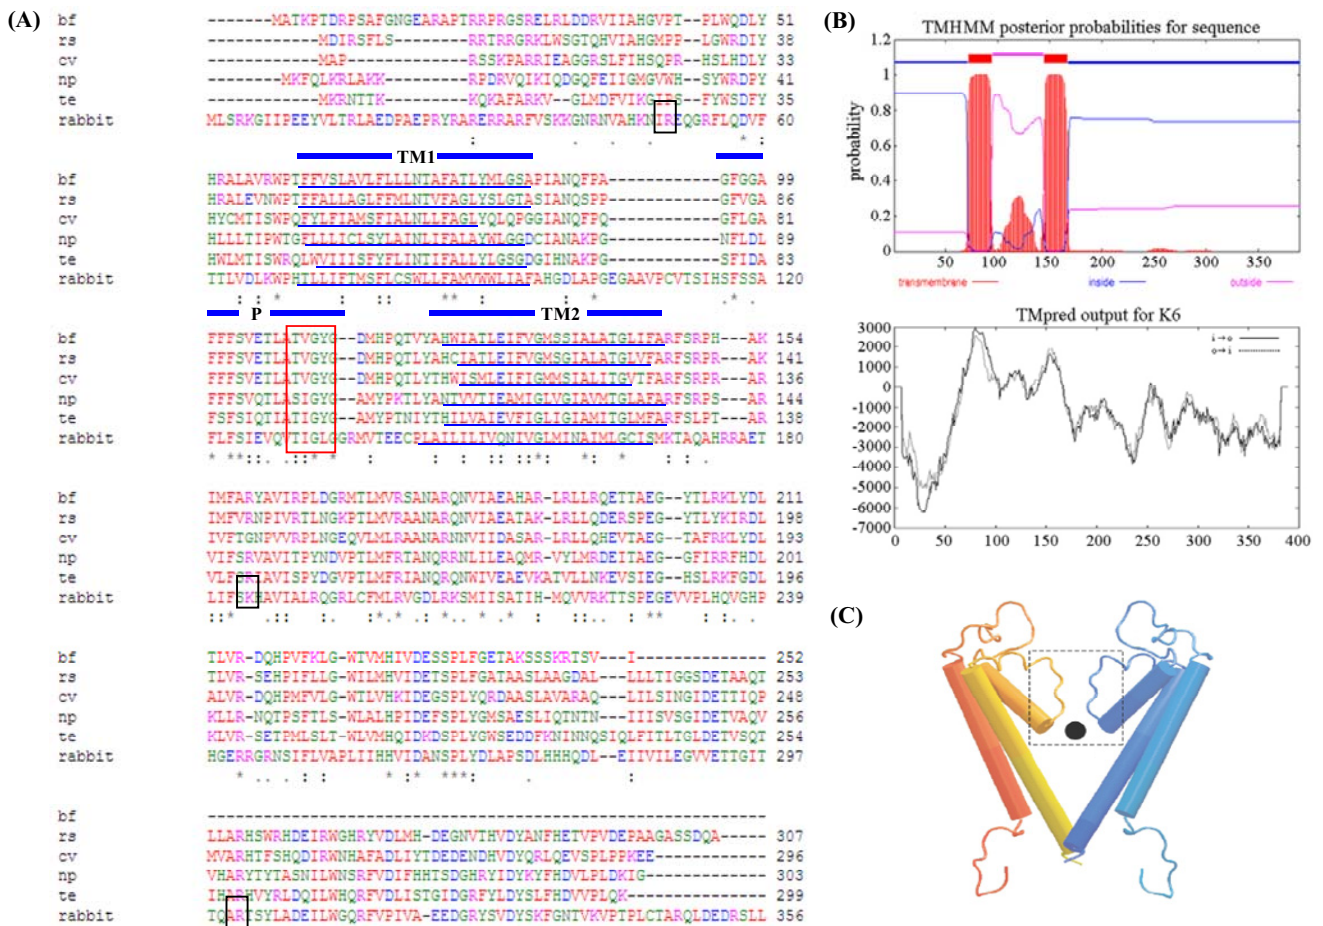 (A)
bf --------MATKPTDRPSAFGNGEARAPTRRPRGSRELRLDDRVIIAHGVPT--PLWQDLY 51
rs -----------MDIRSFLS--------RRTRRGRKLWSGTQHVIAHGMPP--LGWRDIY 38
cv -----------MAP------------RSSKPARRIEAGGRSLFIHSQPR--HSLHDLY 33
np --------MKFQLKRLAKK--------RPDRVQIKIQDGQFEIIGMGVWH--SYWRDPY 41
te -----------MKRNTTK---------KQKAFARKV--GLMDFVIKGIPS--FYWSDFY 35
rabbit MLSRKGIIPEEYVLTRLAEDPAEPRYRARERRARFVSKKGNRNVAHKNIREQGRFLQDVF 60
: . . * :
TM1
bf HRALAVRWPTFFVSLAVLFLLLNTAFATLYMLGSAPIANQFPA-----------GFGGA 99
rs HRALEVNWPTFFALLAGLFFMLNTVFAGLYSLGTASIANQSPP-----------GFVGA 86
cv HYCMTISWPQFYLFIAMSFIALNLLFAGLYQLQPGGIANQFPQ-----------GFLGA 81
np HLLLTIPWTGFLLLICLSYLAINLIFALAYWLGGDCIANAKPG-----------NFLDL 89
te HWLMTISWRQLWVIIISFYFLINTIFALLYLGSGDGIHNAKPG-----------SFIDA 83
rabbit TTLVDLKWPHTLLIFTMSFLCSWLLFAMVWWLIAFAHGDLAPGEGAAVPCVTSIHSFSSA 120
: : * : :: ** : : * .* .
P TM2
bf FFFSVETLATVGYG-DMHPQTVYAHWIATLEIFVGMSSIALATGLIFARFSRPH---AK 154
rs FFFSVETLATVGYG-DMHPQTLYAHCIATLEIFVGMSGIALATGLVFARFSRPR---AK 141
cv FFFSVETLATVGYG-DMHPQTLYTHWISMLEIFIGMMSIALITGVTFARFSRPR---AR 136
np FFFSVQTLASIGYG-AMYPKTLYANTVVTIEAMIGLVGIAVMTGLAFARFSRPS---AR 144
te FSFSIQTIATIGYG-AMYPTNIYTHILVAIEVFIGLIGIAMITGLMFARFSLPT---AR 138
rabbit FLFSIEVQVTIGLGGRMVTEECPLAILILIVQNIVGLMINAIMLGCISMKTAQAHRRAET 180
* **::. .::* * : : : :: . * : ::: .
bf IMFARYAVIRPLDGRMTLMVRSANARQNVIAEAHAR-LRLLRQETTAEG--YTLRKLYDL 211
rs IMFVRNPIVRTLNGKPTLMVRAANARQNVIAEATAK-LRLLQDERSPEG--YTLYKIRDL 198
cv IVFTGNPVVRPLNGEQVLMLRAANARNNVIIDASAR-LRLLQHEVTAEG--TAFRKLYDL 193
np VIFSRVAVITPYNDVPTLMFRTANQRRNLILEAQMR-VYLMRDEITAEG--GFIRRFHDL 201
te VLFSRHAVISPYDGVPTLMFRIANQRQNWIVEAEVKATVLLNKEVSIEG--HSLRKFGDL 196
rabbit LIFSKHAVIALRQGRLCFMLRVGDLRKSMIISATIH-MQVVRKTTSPEGEVVPLHQVGHP 239
::* .:: :. :*.* .: *.. * .* : ::.. : ** : :. .
bf TLVR-DQHPVFKLG-WTVMHIVDESSPLFGETAKSSSKRTSV---I-------------- 252
rs TLVR-SEHPIFLLG-WILMHVIDETSPLFGATAASLAAGDAL---LLLTIGGSDETAAQT 253
cv ALVR-DQHPMFVLG-WTLVHKIDEGSPLYQRDAASLAVARAQ---LILSINGIDETTIQP 248
np KLLR-NQTPSFTLS-WLALHPIDEFSPLYGMSAESLIQTNTN---IIISVSGIDETVAQV 256
te KLVR-SETPMLSLT-WLVMHQIDKDSPLYGWSEDDFKNINNQSIQLFITLTGLDETVSQT 254
rabbit HGERRGRNSIFLVAPLIIHHVIDANSPLYDLAPSDLHHHQDL--EIIVILEGVVETTGIT 297
* . . : * :* ***: . :
bf ------------------------------------------------------------
rs LLARHSWRHDEIRWGHRYVDLMH-DEGNVTHVDYANFHETVPVDEPAAGASSDQA----- 307
cv MVARHTFSHQDIRWNHAFADLIYTDEDENDHVDYQRLQEVSPLPPKEE------------ 296
np VHARYTYTASNILWNSRFVDIFHHTSDGHRYIDYKYFHDVLPLDKIG------------- 303
te IHARHVYRLDQILWHQRFVDLISTGIDGRFYLDYSLFHDVVPLQK--------------- 299
rabbit TQARTSYLADEILWGQRFVPIVA-EEDGRYSVDYSKFGNTVKVPTPLCTARQLDEDRSLL 356
(B)
TMHMM posterior probabilities for sequence
probability
1.2
1
0.8
0.6
0.4
0.2
0
50 100 150 200 250 300 350
transmembrane inside outside
TMpred output for K6
3000
2000
1000
0
-1000
-2000
-3000
-4000
-5000
-6000
-7000
i→o
o→i
0 50 100 150 200 250 300 350 400
(C)